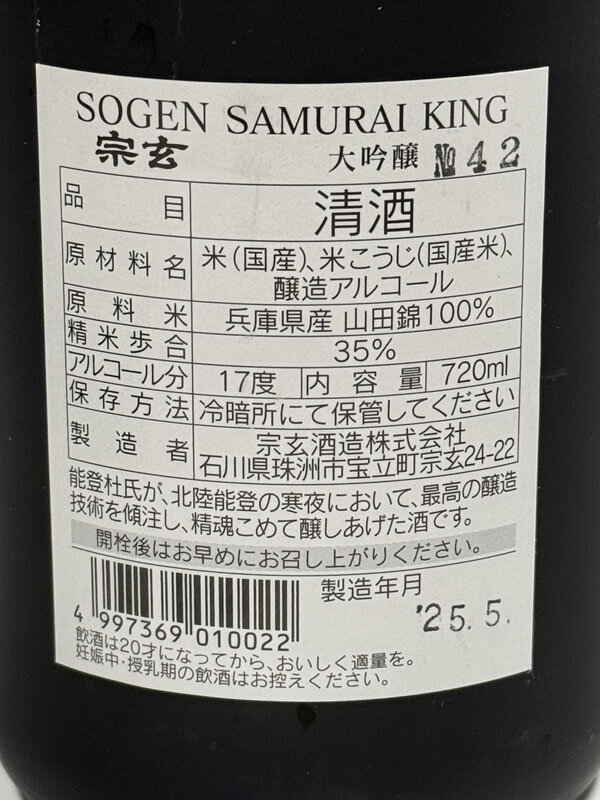 SOGEN SAMURAI KING
宗玄 大吟醸 №42
品目 清酒
原材料名 米(国産)、米こうじ(国産米)、
醸造アルコール
原料米 兵庫県産 山田錦100%
精米歩合 35%
アルコール分 17度 内容量 720ml
保存方法 冷暗所にて保管してください
製造者 宗玄酒造株式会社
石川県珠洲市宝立町宗玄24-22
能登杜氏が、北陸能登の寒夜において、最高の醸造
技術を傾注し、精魂こめて醸しあげた酒です。
開栓後はお早めにお召し上がりください。
製造年月
'25.5.
4 997369 010022
飲酒は20才になってから、おいしく適量を。
妊娠中・授乳期の飲酒はお控えください。